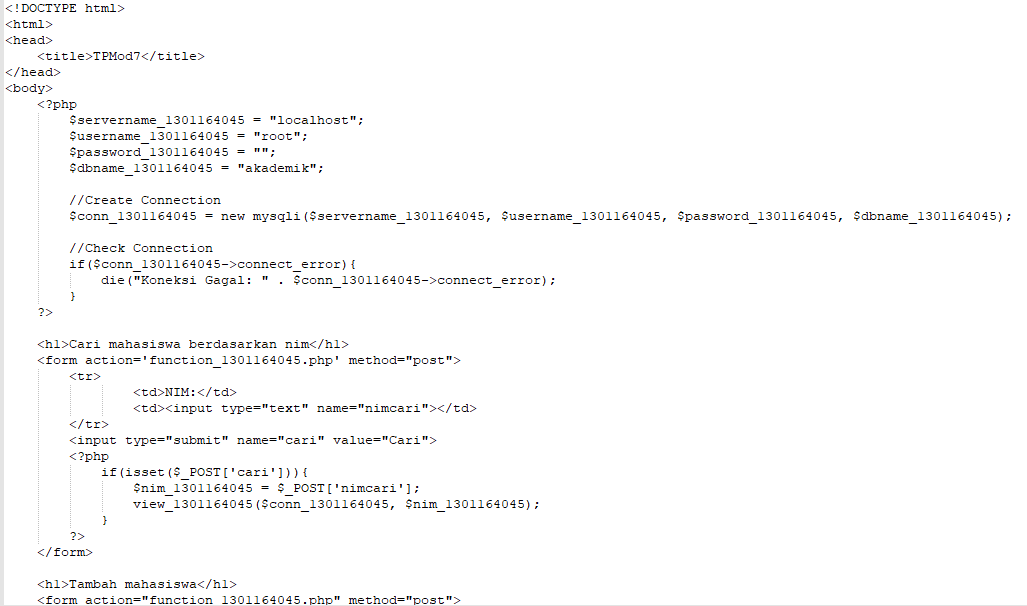 <!DOCTYPE html>
<html>
<head>
    <title>TPMod7</title>
</head>
<body>
    <?php
        $servername_1301164045 = "localhost";
        $username_1301164045 = "root";
        $password_1301164045 = "";
        $dbname_1301164045 = "akademik";

        //Create Connection
        $conn_1301164045 = new mysqli($servername_1301164045, $username_1301164045, $password_1301164045, $dbname_1301164045);

        //Check Connection
        if($conn_1301164045->connect_error){
            die("Koneksi Gagal: " . $conn_1301164045->connect_error);
        }
    ?>

    <h1>Cari mahasiswa berdasarkan nim</h1>
    <form action='function_1301164045.php' method="post">
        <tr>
                <td>NIM:</td>
                <td><input type="text" name="nimcari"></td>
        </tr>
        <input type="submit" name="cari" value="Cari">
        <?php
            if(isset($_POST['cari'])){
                $nim_1301164045 = $_POST['nimcari'];
                view_1301164045($conn_1301164045, $nim_1301164045);
            }
        ?>
    </form>

    <h1>Tambah mahasiswa</h1>
    <form action="function_1301164045.php" method="post">